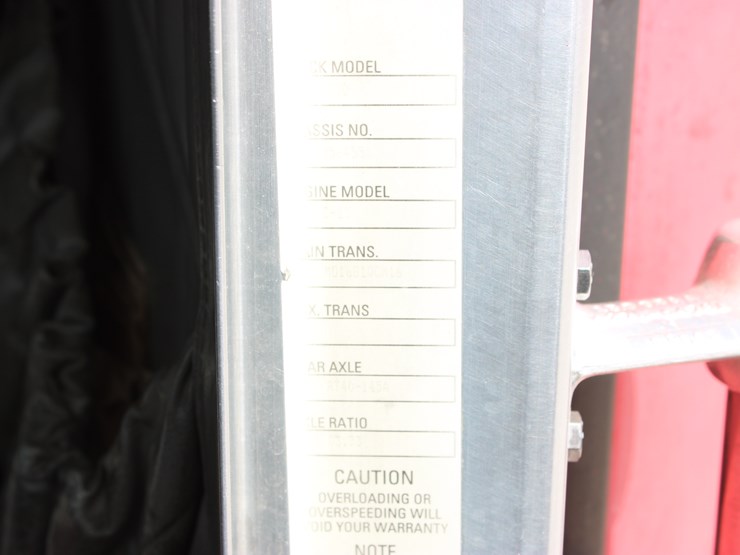 CK MODEL
SSIS NO.
GINE MODEL
IN TRANS.
X. TRANS
AR AXLE
LE RATIO
CAUTION
OVERLOADING OR
OVERSPEEDING WILL
OID YOUR WARRANTY
NOTE